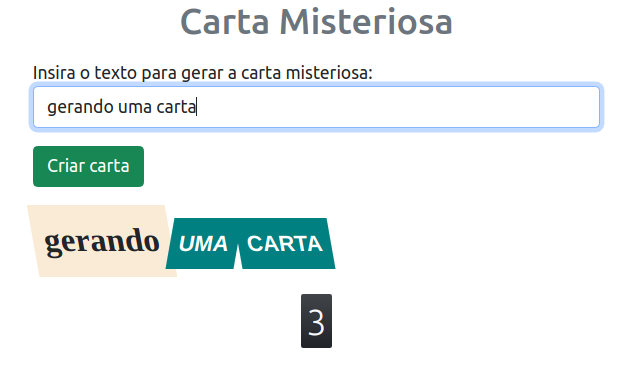 Carta Misteriosa
Insira o texto para gerar a carta misteriosa:
gerando uma carta
Criar carta
gerando UMA CARTA
3